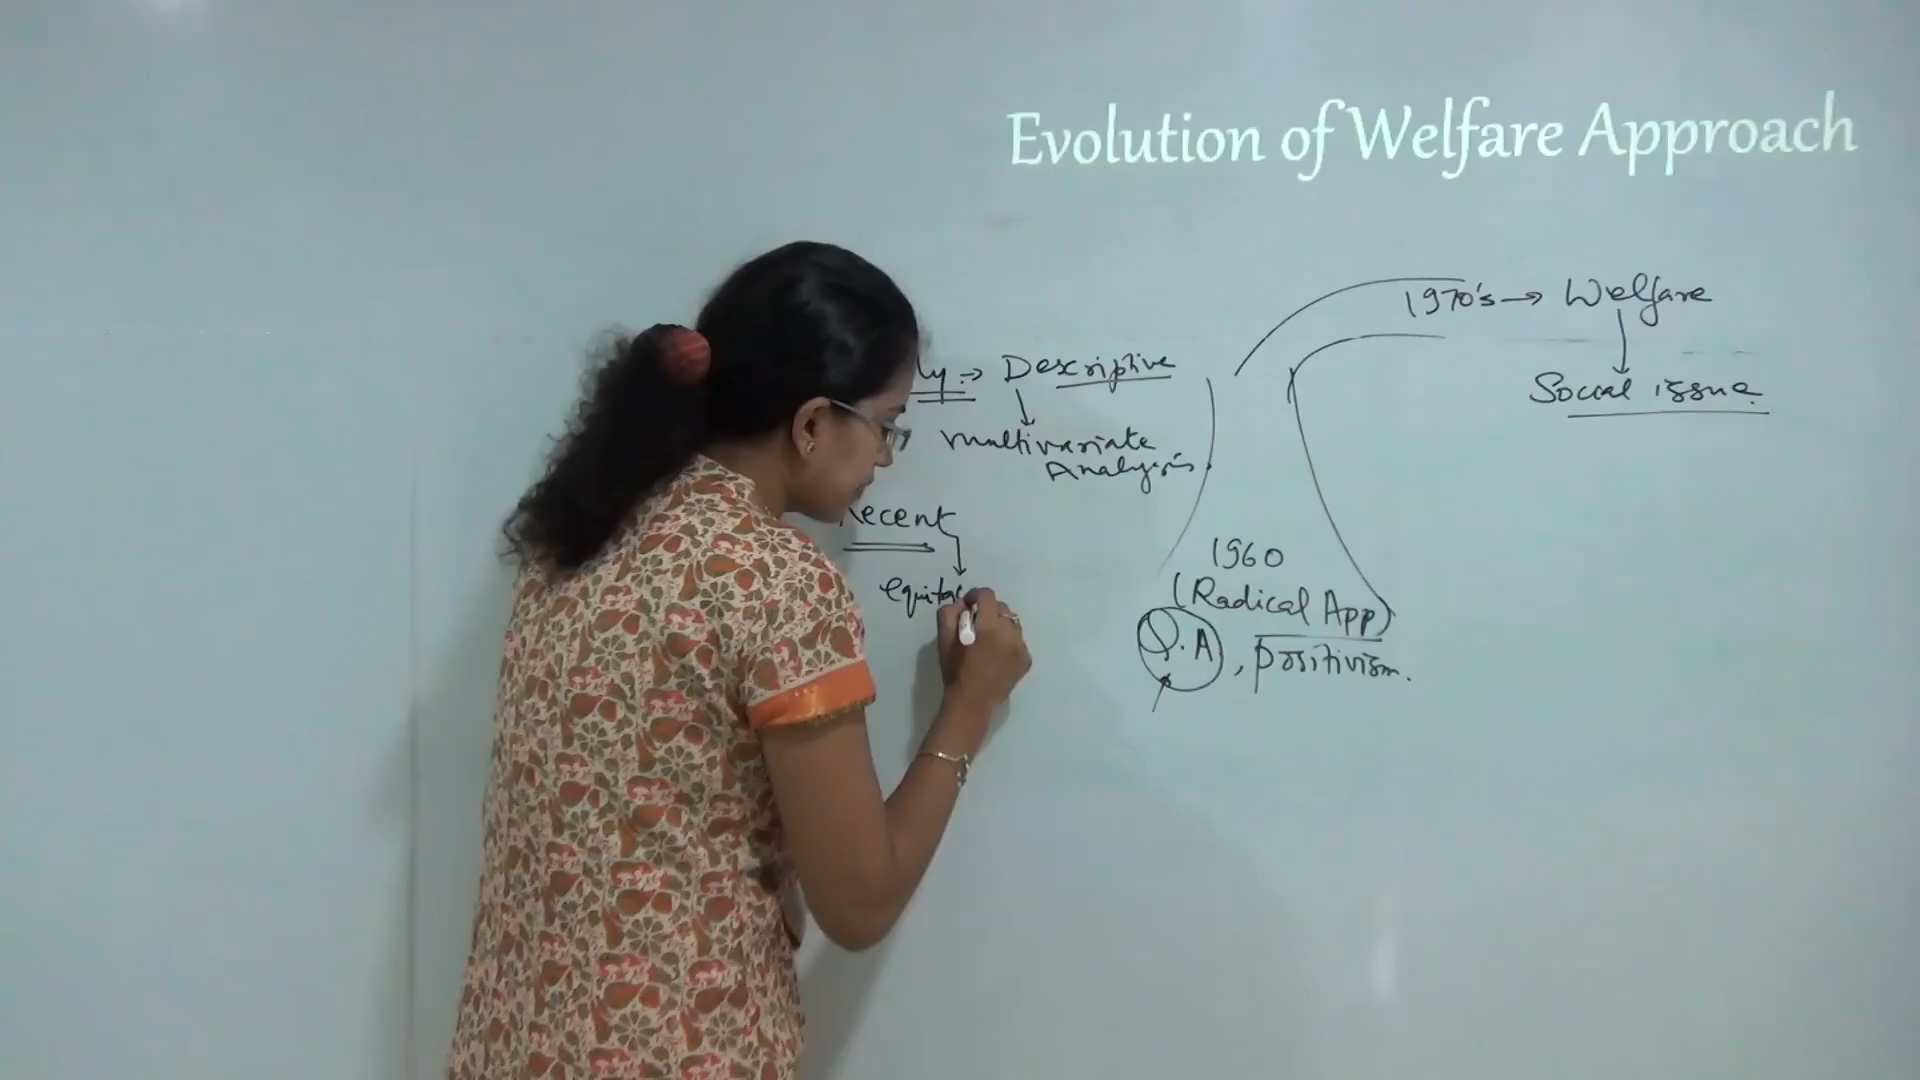 Evolution of Welfare Approach
1970's → Welfare
↓
Social issue
ly → Descriptive
↓
multivariate
Analysis.
Recent
↓
1960
(Radical App)
Q.A, positivism.